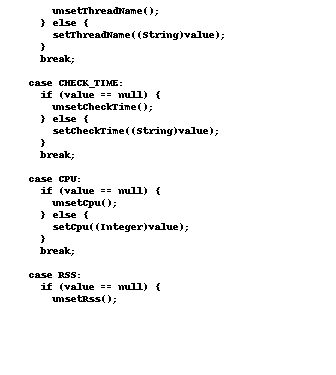 unsetThreadName();
} else {
setThreadName((String)value);
}
break;
case CHECK_TIME:
if (value == null) {
unsetCheckTime();
} else {
setCheckTime((String)value);
}
break;
case CPU:
if (value == null) {
unsetCpu();
} else {
setCpu((Integer)value);
}
break;
case RSS:
if (value == null) {
unsetRss();